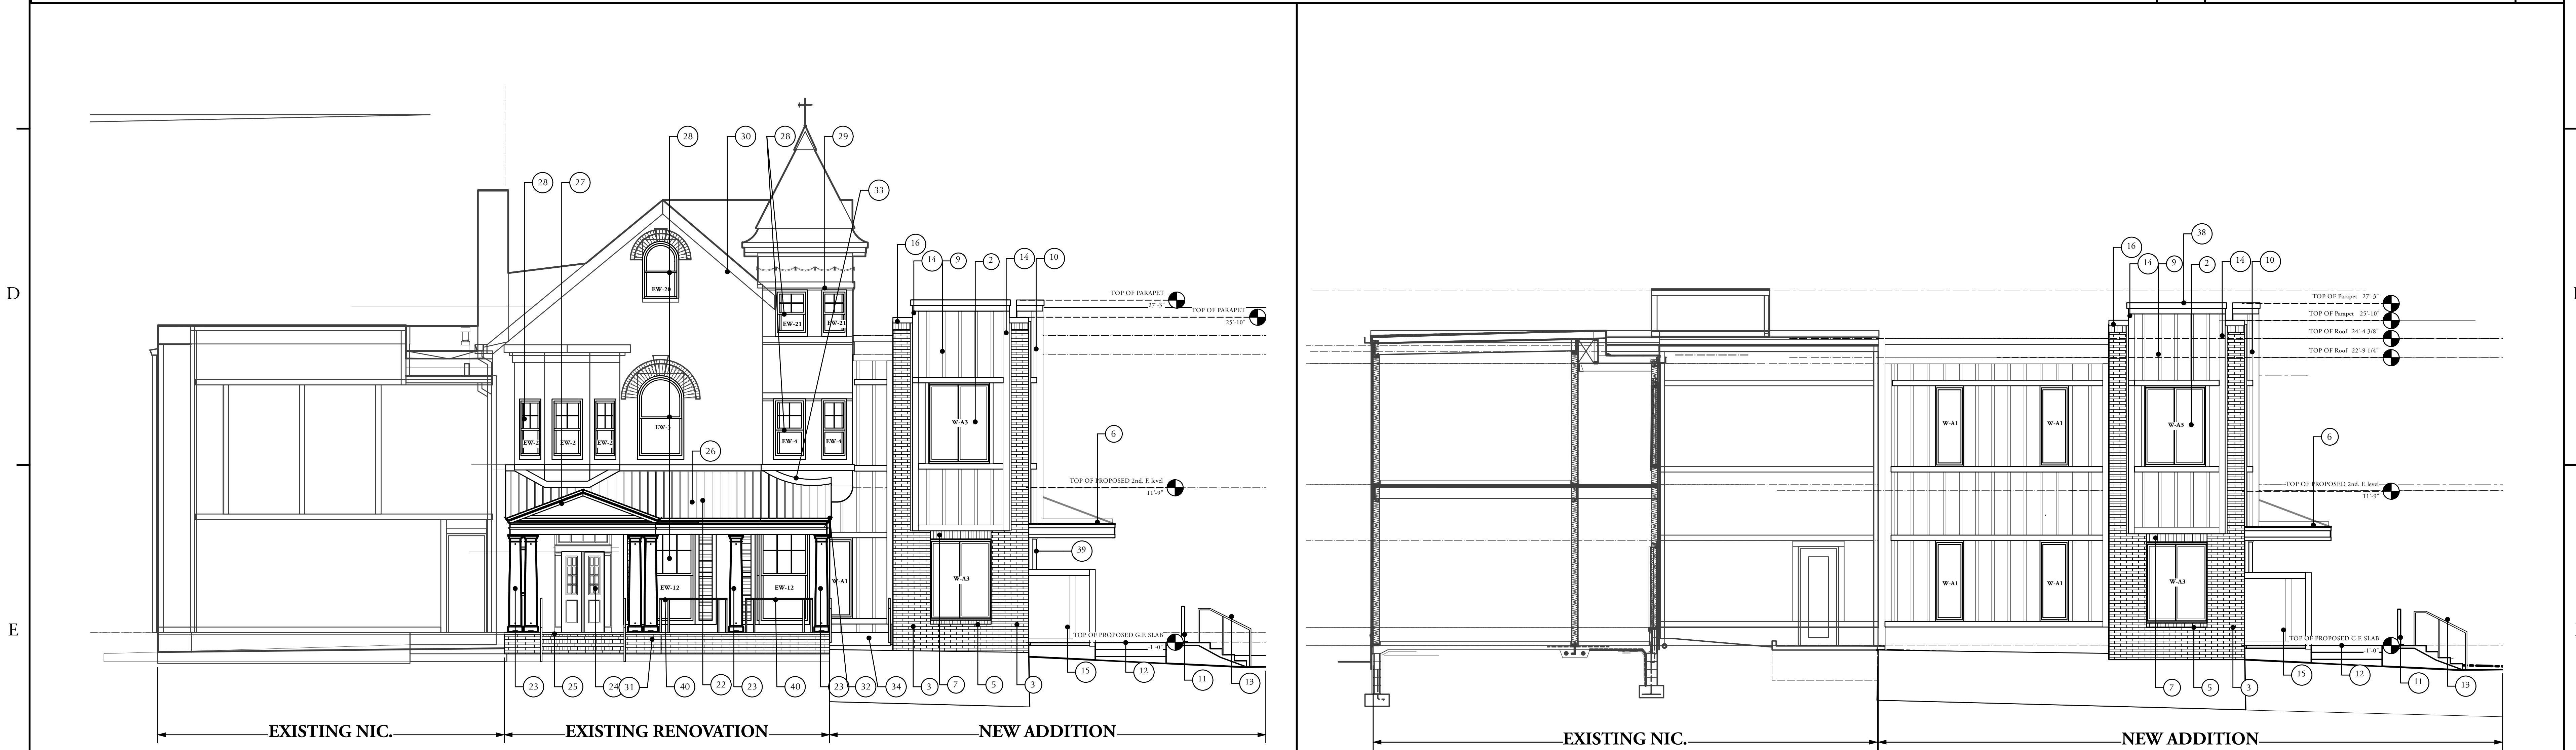 28
30
28
29
28
27
33
16
14
9
2
14
10
EW-20
EW-21
EW-21
TOP OF PARAPET
27'-3"
TOP OF PARAPET
25'-10"
EW-2
EW-2
EW-2
EW-3
EW-4
EW-4
W-A3
26
6
TOP OF PROPOSED 2nd. F. level
11'-9"
39
EW-12
EW-12
W-A1
W-A3
TOP OF PROPOSED G.F. SLAB
-1'-0"
23
25
24
31
40
22
23
40
23
32
34
3
7
5
3
15
12
11
13
EXISTING NIC.
EXISTING RENOVATION
NEW ADDITION
38
16
14
9
2
14
10
TOP OF Parapet 27'-3"
TOP OF Parapet 25'-10"
TOP OF Roof 24'-4 3/8"
TOP OF Roof 22'-9 1/4"
W-A1
W-A1
W-A3
6
TOP OF PROPOSED 2nd. F. level
11'-9"
W-A1
W-A1
W-A3
TOP OF PROPOSED G.F. SLAB
-1'-0"
7
5
3
15
12
11
13
EXISTING NIC.
NEW ADDITION
D
E